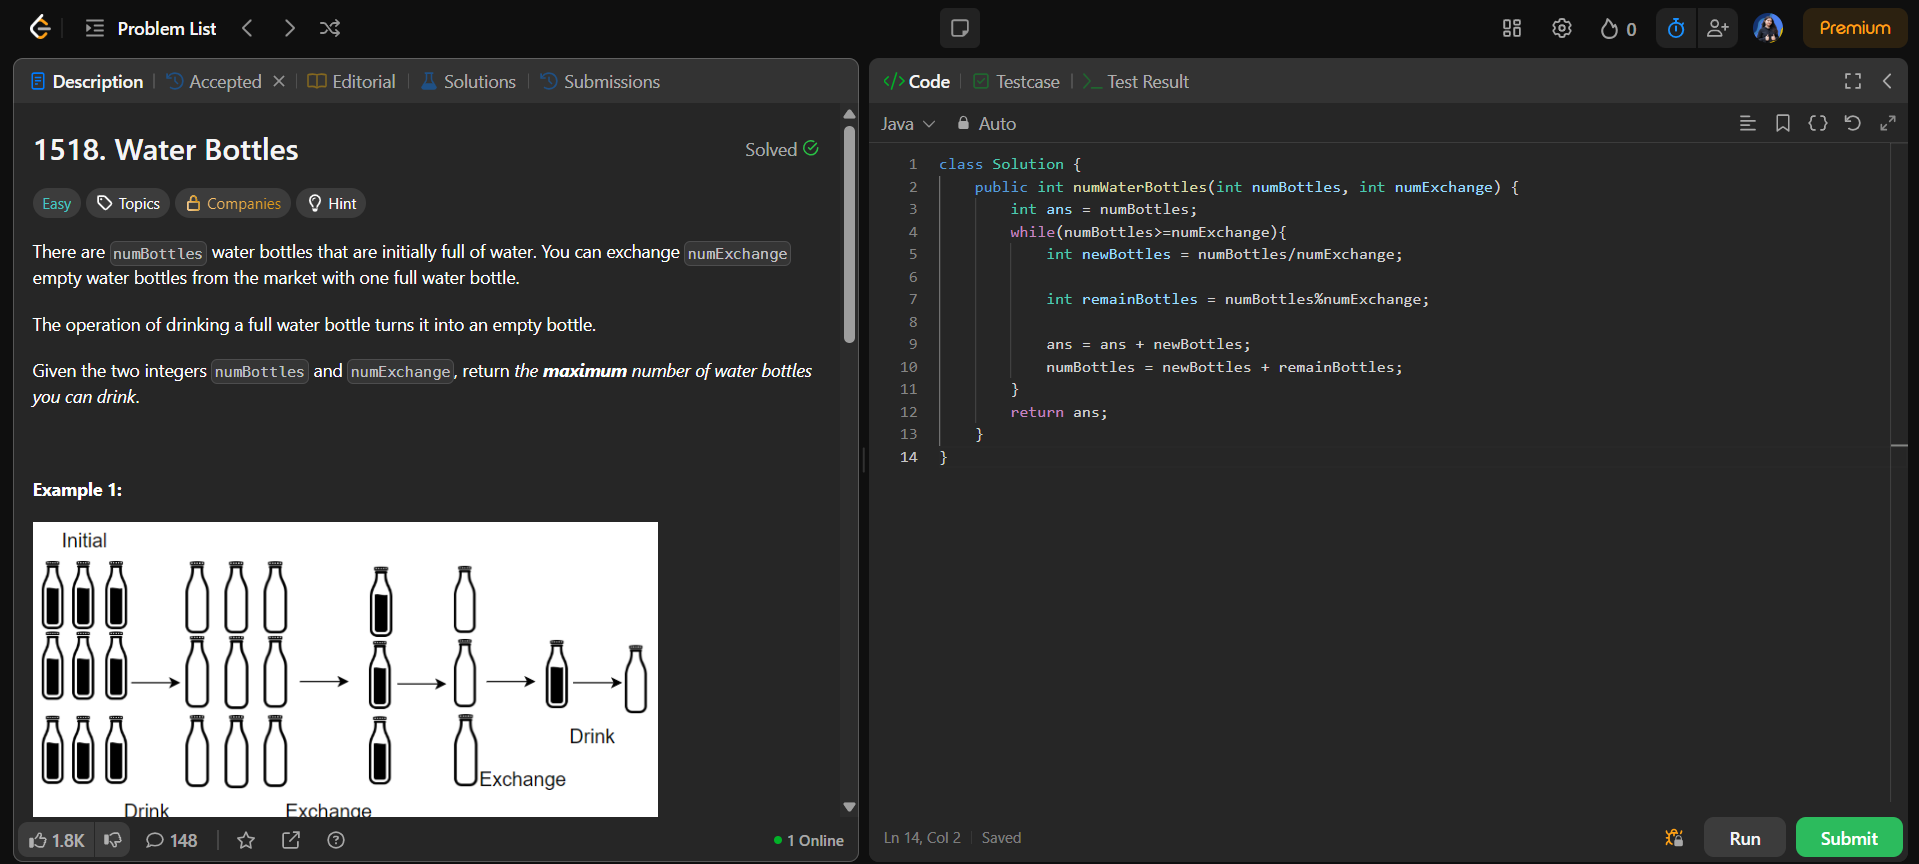 Problem List
0
Premium
Description
Accepted
Editorial
Solutions
Submissions
1518. Water Bottles
Solved
Easy
Topics
Companies
Hint
There are numBottles water bottles that are initially full of water. You can exchange numExchange
empty water bottles from the market with one full water bottle.
The operation of drinking a full water bottle turns it into an empty bottle.
Given the two integers numBottles and numExchange, return the maximum number of water bottles
you can drink.
Example 1:
Initial
Drink
Exchange
Drink
Exchange
1.8K
148
1 Online
</> Code
Testcase
>_ Test Result
Java
Auto
1 class Solution {
2 public int numWaterBottles(int numBottles, int numExchange) {
3 int ans = numBottles;
4 while(numBottles>=numExchange){
5 int newBottles = numBottles/numExchange;
6
7 int remainBottles = numBottles%numExchange;
8
9 ans = ans + newBottles;
10 numBottles = newBottles + remainBottles;
11 }
12 return ans;
13 }
14 }
Ln 14, Col 2
Saved
Run
Submit